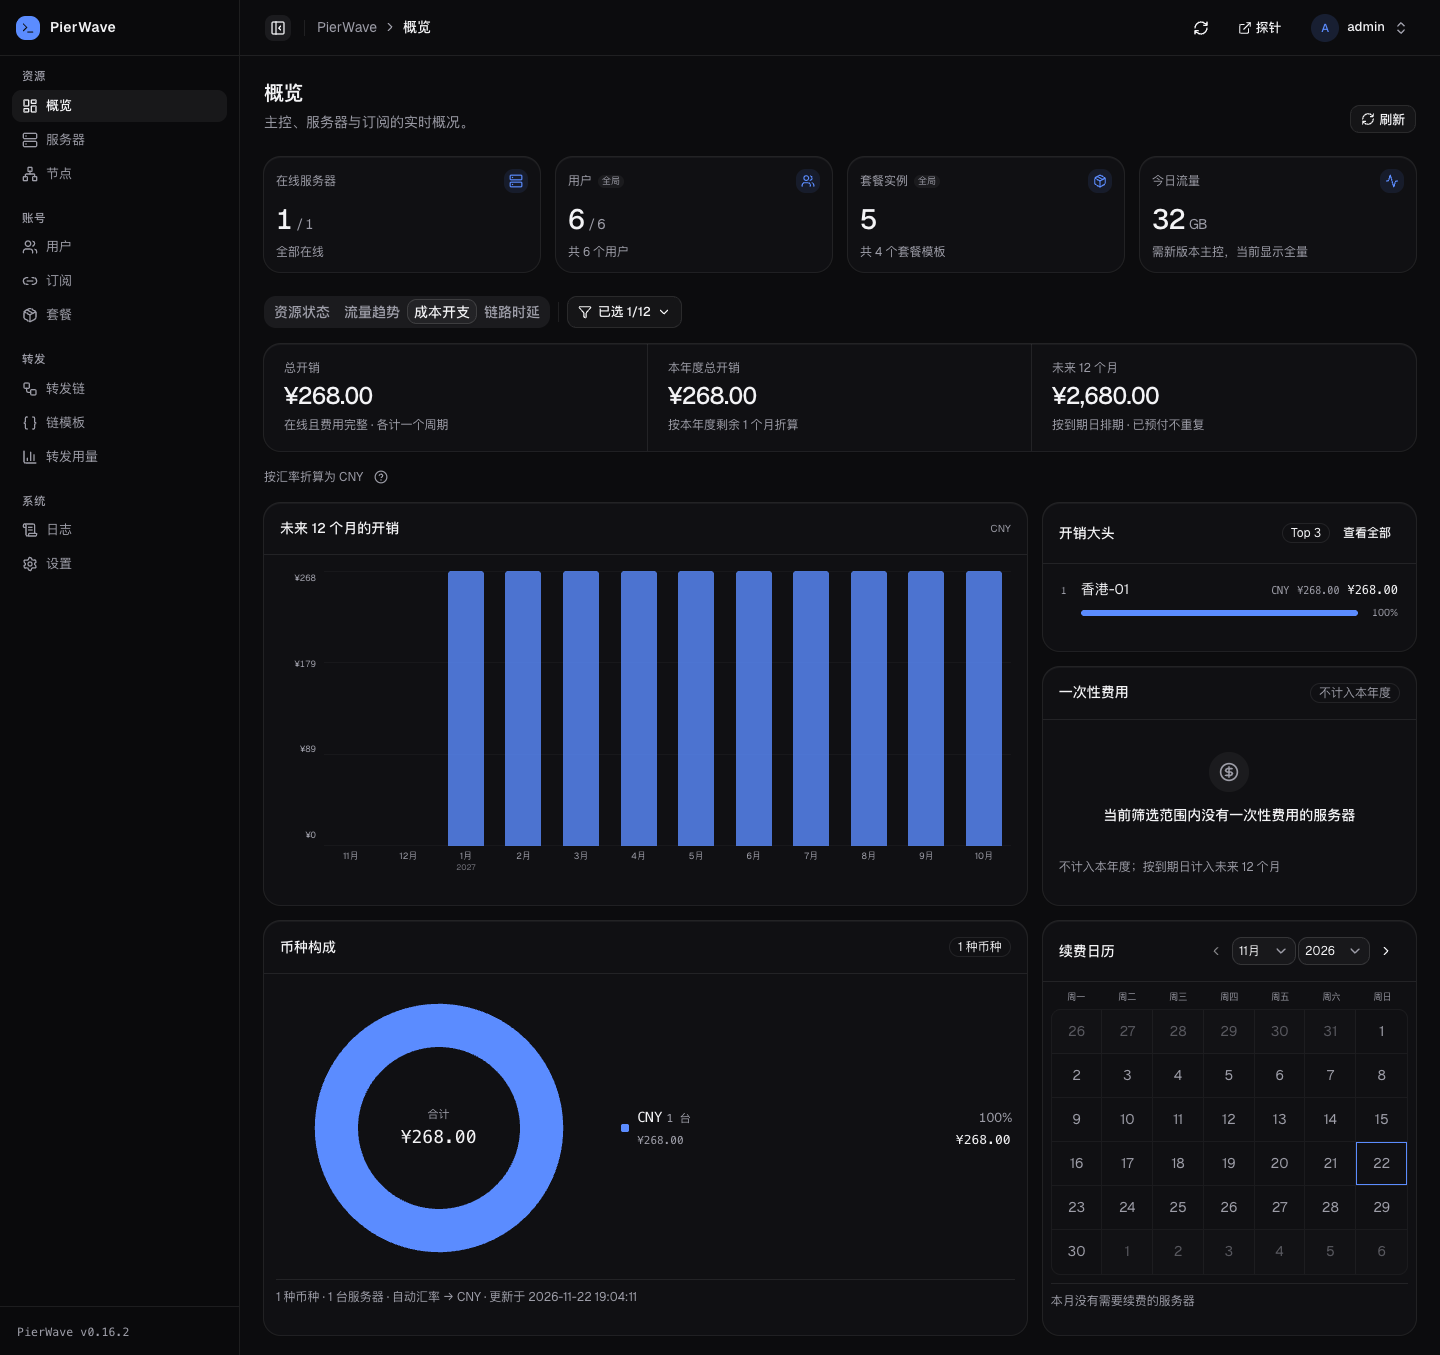 PierWave
PierWave > 概览
探针
A
admin
资源
概览
服务器
节点
账号
用户
订阅
套餐
转发
转发链
链模板
转发用量
系统
日志
设置
PierWave v0.16.2
概览
主控、服务器与订阅的实时概况。
刷新
在线服务器
1 / 1
全部在线
用户 全局
6 / 6
共 6 个用户
套餐实例 全局
5
共 4 个套餐模板
今日流量
32 GB
需新版本主控，当前显示全量
资源状态 流量趋势 成本开支 链路时延
已选 1/12
总开销
¥268.00
在线且费用完整 · 各计一个周期
本年度总开销
¥268.00
按本年度剩余 1 个月折算
未来 12 个月
¥2,680.00
按到期日排期 · 已预付不重复
按汇率折算为 CNY
未来 12 个月的开销
CNY
¥268
¥179
¥89
¥0
11月 12月 1月 2月 3月 4月 5月 6月 7月 8月 9月 10月
2027
开销大头
Top 3
查看全部
1 香港-01 CNY ¥268.00 ¥268.00
100%
一次性费用
不计入本年度
当前筛选范围内没有一次性费用的服务器
不计入本年度；按到期日计入未来 12 个月
币种构成
1 种币种
合计
¥268.00
CNY 1 台 100%
¥268.00 ¥268.00
1 种币种 · 1 台服务器 · 自动汇率 → CNY · 更新于 2026-11-22 19:04:11
续费日历
11月 2026
周一 周二 周三 周四 周五 周六 周日
26 27 28 29 30 31 1
2 3 4 5 6 7 8
9 10 11 12 13 14 15
16 17 18 19 20 21 22
23 24 25 26 27 28 29
30 1 2 3 4 5 6
本月没有需要续费的服务器